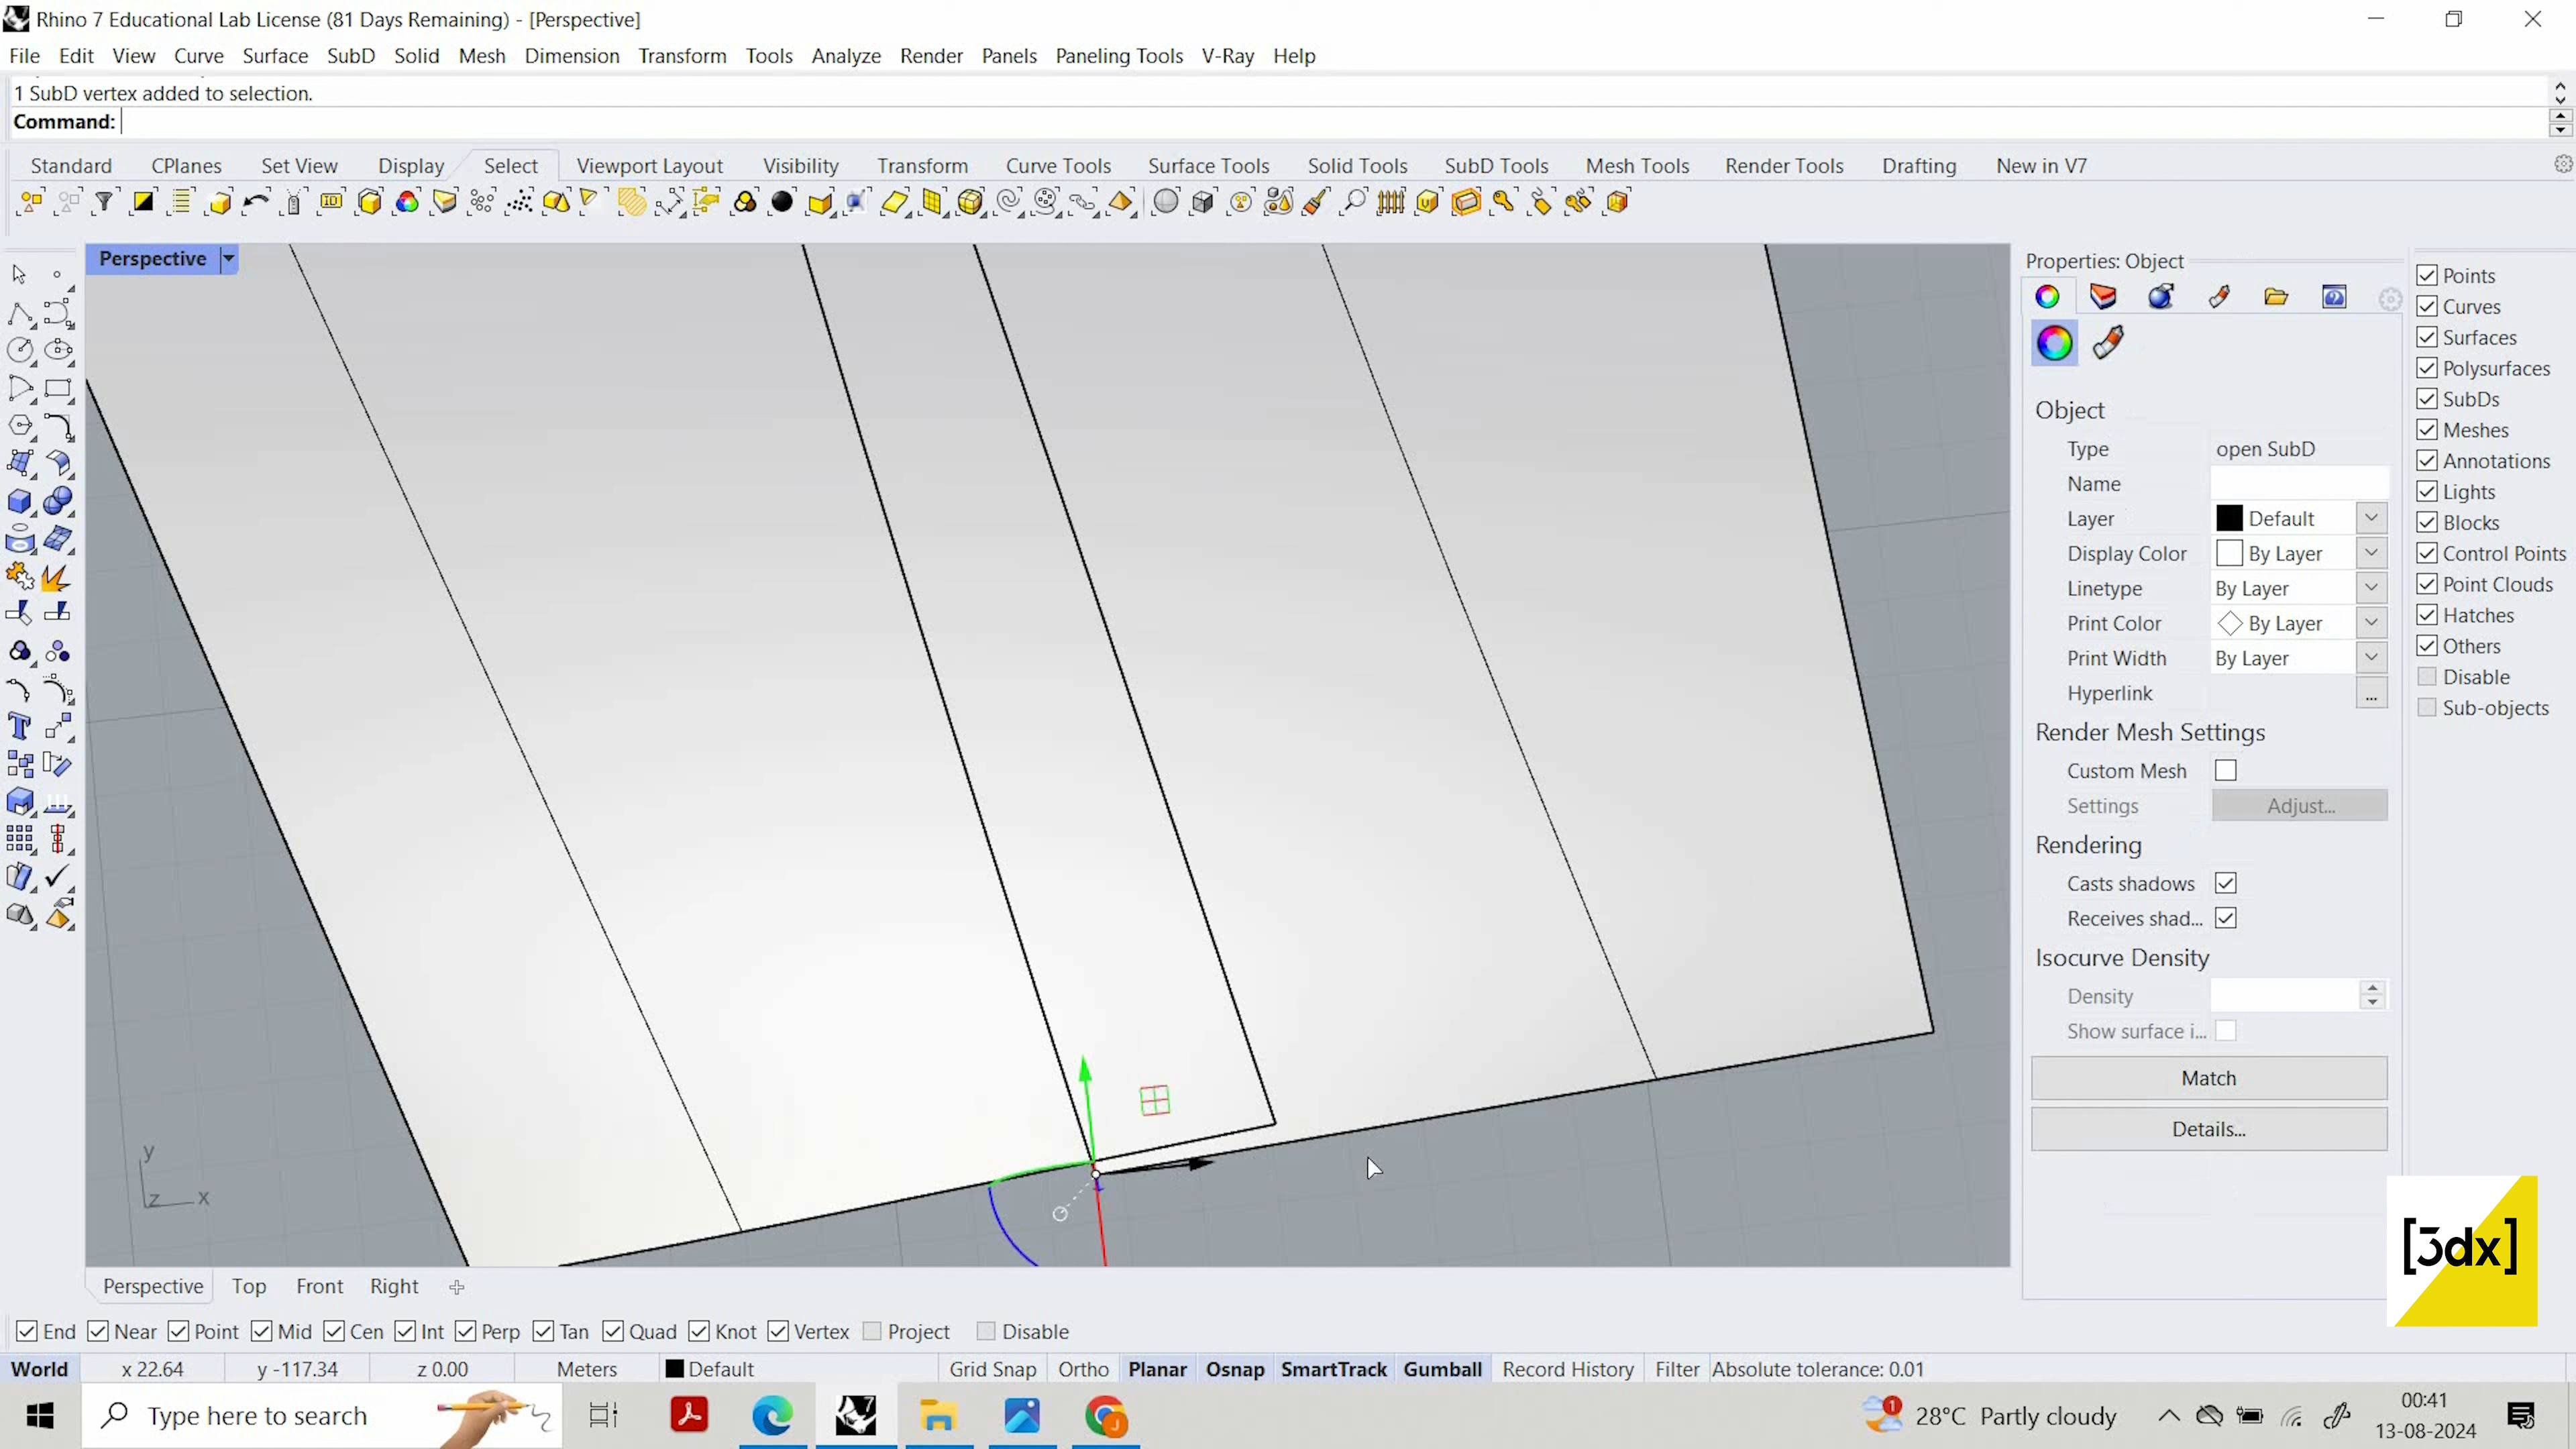 Rhino 7 Educational Lab License (81 Days Remaining) - [Perspective]
File Edit View Curve Surface SubD Solid Mesh Dimension Transform Tools Analyze Render Panels Paneling Tools V-Ray Help
1 SubD vertex added to selection.
Command:
Standard CPlanes Set View Display Select Viewport Layout Visibility Transform Curve Tools Surface Tools Solid Tools SubD Tools Mesh Tools Render Tools Drafting New in V7
Perspective
Properties: Object
Object
Type open SubD
Name
Layer Default
Display Color By Layer
Linetype By Layer
Print Color By Layer
Print Width By Layer
Hyperlink ...
Render Mesh Settings
Custom Mesh
Settings Adjust...
Rendering
Casts shadows
Receives shad...
Isocurve Density
Density
Show surface i...
Match
Details...
Points
Curves
Surfaces
Polysurfaces
SubDs
Meshes
Annotations
Lights
Blocks
Control Points
Point Clouds
Hatches
Others
Disable
Sub-objects
y
z x
[3dx]
Perspective Top Front Right
End Near Point Mid Cen Int Perp Tan Quad Knot Vertex Project Disable
World x 22.64 y -117.34 z 0.00 Meters Default Grid Snap Ortho Planar Osnap SmartTrack Gumball Record History Filter Absolute tolerance: 0.01
Type here to search
1 28°C Partly cloudy
00:41
13-08-2024